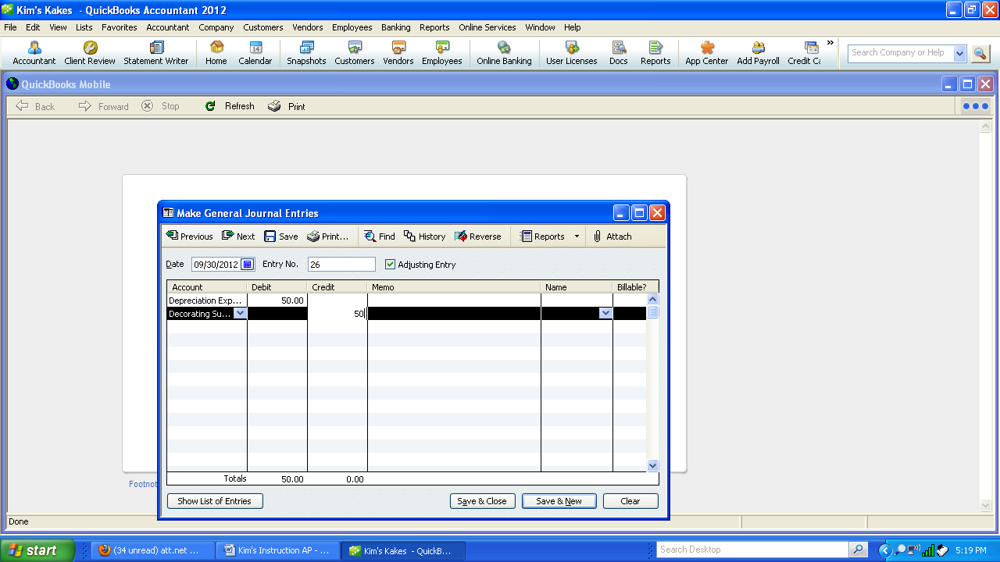 Kim's Kakes - QuickBooks Accountant 2012
File Edit View Lists Favorites Accountant Company Customers Vendors Employees Banking Reports Online Services Window Help
Accountant Client Review Statement Writer Home Calendar Snapshots Customers Vendors Employees Online Banking User Licenses Docs Reports App Center Add Payroll Credit Ca
Search Company or Help
QuickBooks Mobile
Back Forward Stop Refresh Print
Make General Journal Entries
Previous Next Save Print... Find History Reverse Reports Attach
Date 09/30/2012 Entry No. 26 Adjusting Entry
Account Debit Credit Memo Name Billable?
Depreciation Exp... 50.00
Decorating Su... 50
Totals 50.00 0.00
Footnot
Show List of Entries Save & Close Save & New Clear
Done
start (34 unread) att.net ... Kim's Instruction AP - ... Kim's Kakes - QuickB... Search Desktop 5:19 PM